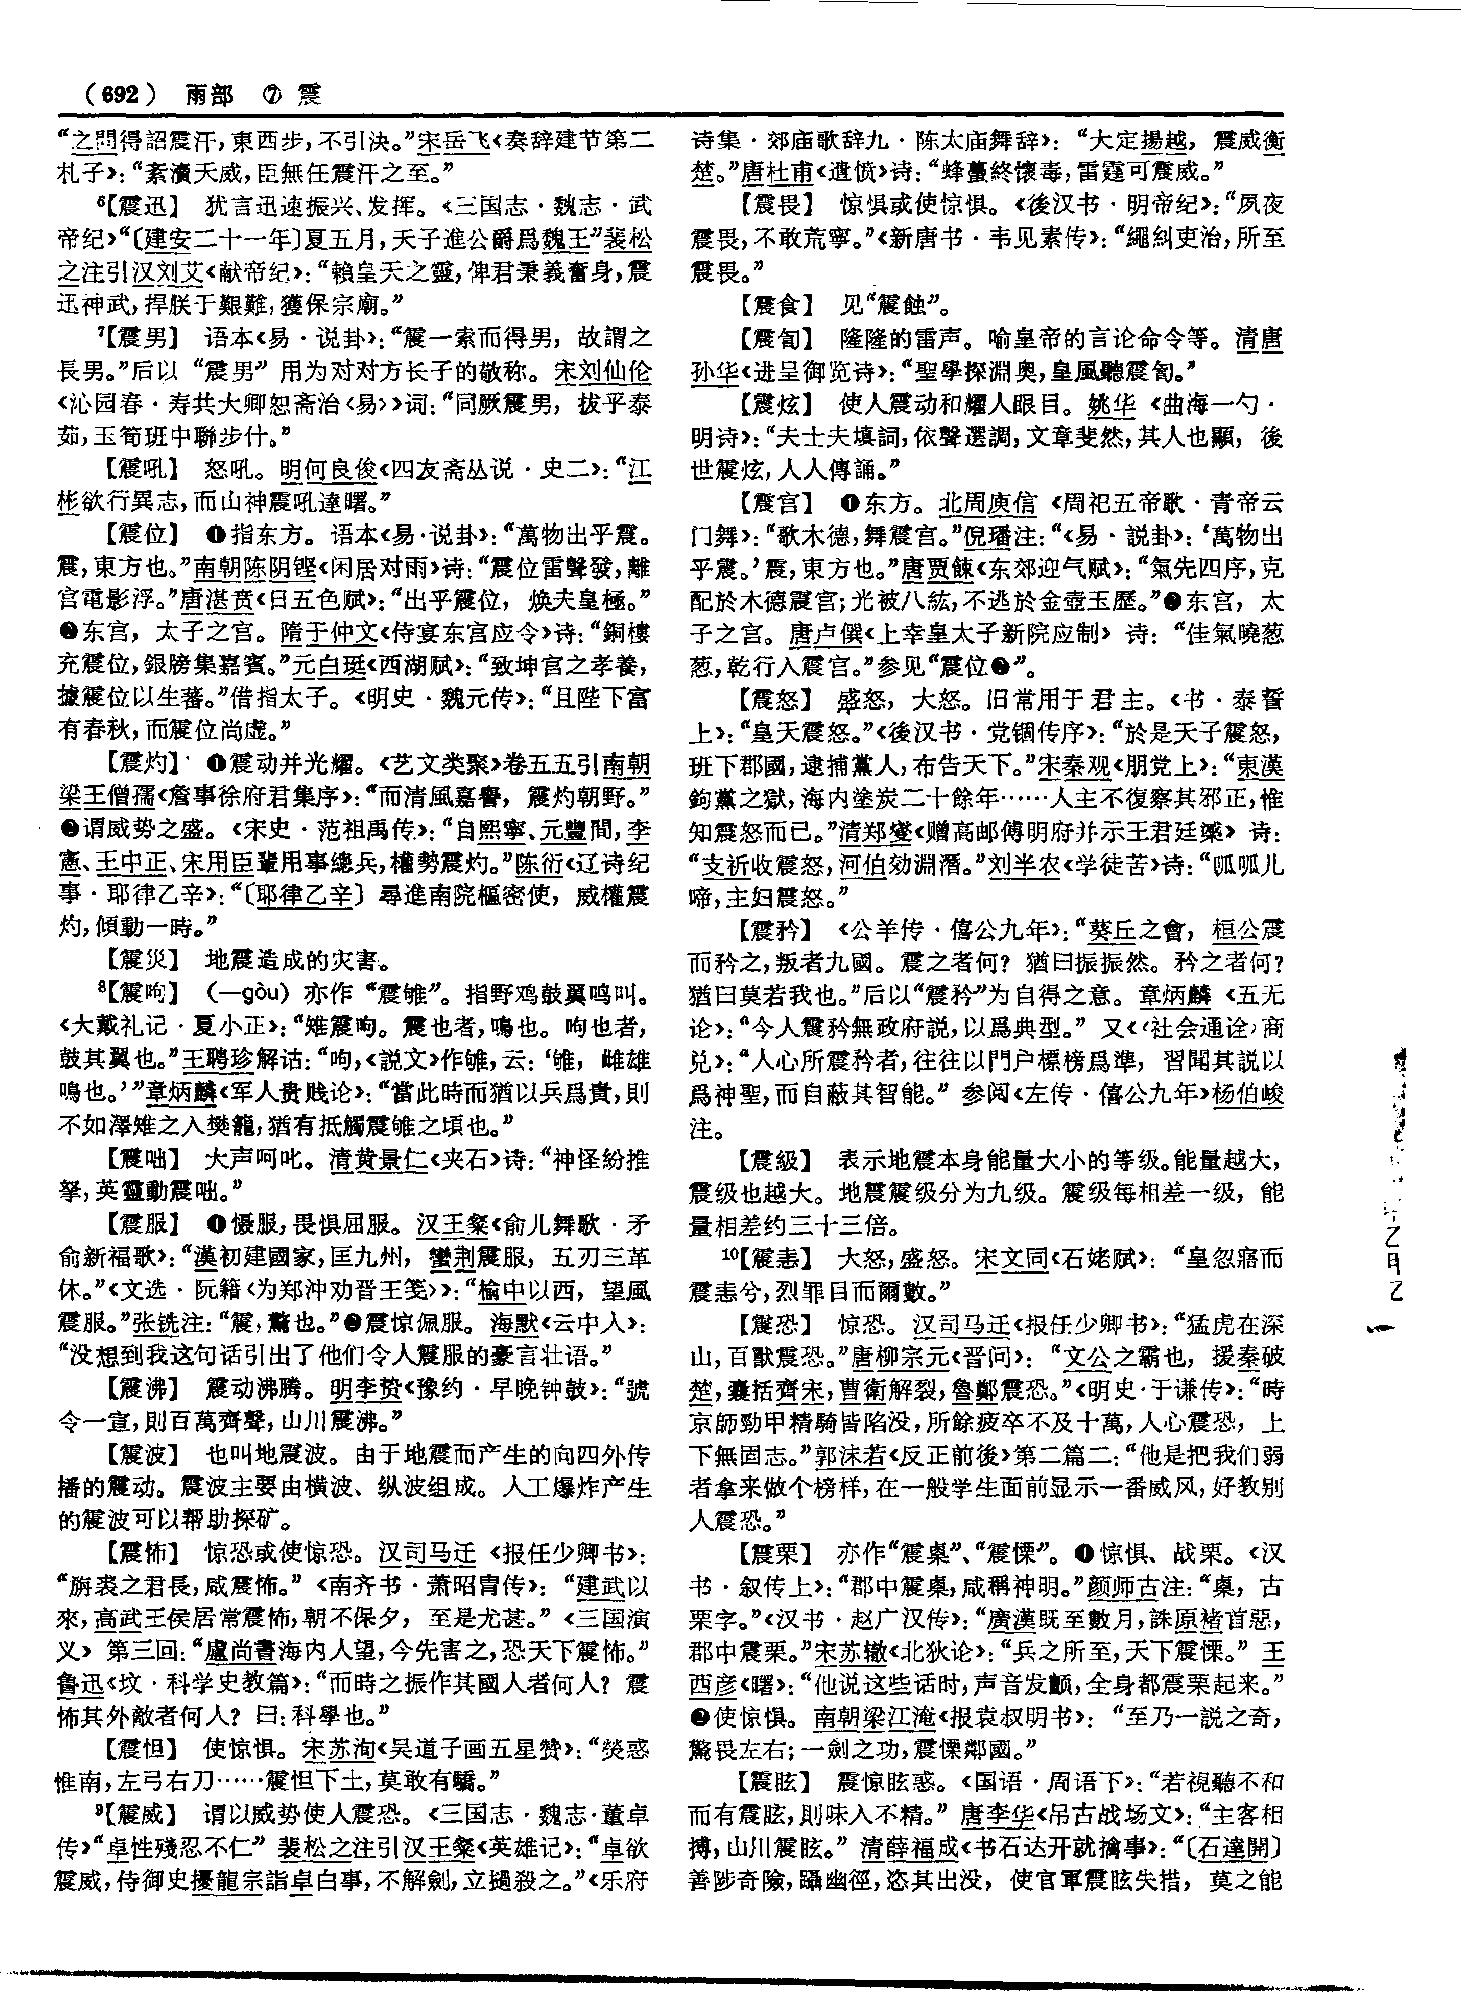 （692） 雨部 ⑦ 震
“之問得詔震汗，東西步，不引決。”宋岳飞《奏辞建节第二
札子》：“紊瀆天威，臣無任震汗之至。”
⁶【震迅】 犹言迅速振兴、发挥。《三国志·魏志·武
帝纪》“〔建安二十一年〕夏五月，天子進公爵爲魏王”裴松
之注引汉刘艾《献帝纪》：“賴皇天之靈，俾君秉義奮身，震
迅神武，捍朕于艱難，獲保宗廟。”
⁷【震男】 语本《易·说卦》：“震一索而得男，故謂之
長男。”后以“震男”用为对对方长子的敬称。宋刘仙伦
《沁园春·寿共大卿恕斋治〈易〉》词：“同厥震男，拔乎泰
茹，玉筍班中聯步什。”
【震吼】 怒吼。明何良俊《四友斋丛说·史二》：“江
彬欲行異志，而山神震吼達曙。”
【震位】 ❶指东方。语本《易·说卦》：“萬物出乎震。
震，東方也。”南朝陈阴铿《闲居对雨》诗：“震位雷聲發，離
宫電影浮。”唐湛贲《日五色赋》：“出乎震位，焕夫皇極。”
❷东宫，太子之宫。隋于仲文《侍宴东宫应令》诗：“銅樓
充震位，銀牓集嘉賓。”元白珽《西湖赋》：“致坤宫之孝養，
據震位以生蕃。”借指太子。《明史·魏元传》：“且陛下富
有春秋，而震位尚虚。”
【震灼】 ❶震动并光耀。《艺文类聚》卷五五引南朝
梁王僧孺《詹事徐府君集序》：“而清風嘉譽，震灼朝野。”
❷谓威势之盛。《宋史·范祖禹传》：“自熙寧、元豐間，李
憲、王中正、宋用臣輩用事總兵，權勢震灼。”陈衍《辽诗纪
事·耶律乙辛》：“〔耶律乙辛〕尋進南院樞密使，威權震
灼，傾動一時。”
【震災】 地震造成的灾害。
⁸【震呴】 （—gòu）亦作“震雊”。指野鸡鼓翼鸣叫。
《大戴礼记·夏小正》：“雉震呴。震也者，鳴也。呴也者，
鼓其翼也。”王聘珍解诂：“呴，《説文》作雊，云：‘雊，雌雄
鳴也。’”章炳麟《军人贵贱论》：“當此時而猶以兵爲貴，則
不如澤雉之入樊籠，猶有抵觸震雊之頃也。”
【震咄】 大声呵叱。清黄景仁《夹石》诗：“神怪紛推
拏，英靈動震咄。”
【震服】 ❶慑服，畏惧屈服。汉王粲《俞儿舞歌·矛
俞新福歌》：“漢初建國家，匡九州，蠻荆震服，五刃三革
休。”《文选·阮籍〈为郑沖劝晋王笺〉》：“榆中以西，望風
震服。”张铣注：“震，驚也。”❷震惊佩服。海默《云中人》：
“没想到我这句话引出了他们令人震服的豪言壮语。”
【震沸】 震动沸腾。明李贽《豫约·早晚钟鼓》：“號
令一宣，則百萬齊聲，山川震沸。”
【震波】 也叫地震波。由于地震而产生的向四外传
播的震动。震波主要由横波、纵波组成。人工爆炸产生
的震波可以帮助探矿。
【震怖】 惊恐或使惊恐。汉司马迁《报任少卿书》：
“旃裘之君長，咸震怖。”《南齐书·萧昭胄传》：“建武以
來，高武王侯居常震怖，朝不保夕，至是尤甚。”《三国演
义》第三回：“盧尚書海内人望，今先害之，恐天下震怖。”
鲁迅《坟·科学史教篇》：“而時之振作其國人者何人？震
怖其外敵者何人？曰：科學也。”
【震怛】 使惊惧。宋苏洵《吴道子画五星赞》：“熒惑
惟南，左弓右刀……震怛下土，莫敢有驕。”
⁹【震威】 谓以威势使人震恐。《三国志·魏志·董卓
传》“卓性殘忍不仁”裴松之注引汉王粲《英雄记》：“卓欲
震威，侍御史擾龍宗詣卓白事，不解劍，立撾殺之。”《乐府
诗集·郊庙歌辞九·陈太庙舞辞》：“大定揚越，震威衡
楚。”唐杜甫《遣愤》诗：“蜂蠆終懷毒，雷霆可震威。”
【震畏】 惊惧或使惊惧。《後汉书·明帝纪》：“夙夜
震畏，不敢荒寧。”《新唐书·韦见素传》：“繩糾吏治，所至
震畏。”
【震食】 见“震蝕”。
【震訇】 隆隆的雷声。喻皇帝的言论命令等。清唐
孙华《进呈御览诗》：“聖學探淵奥，皇風聽震訇。”
【震炫】 使人震动和耀人眼目。姚华《曲海一勺·
明诗》：“夫士夫填詞，依聲選調，文章斐然，其人也顯，後
世震炫，人人傳誦。”
【震宫】 ❶东方。北周庾信《周祀五帝歌·青帝云
门舞》：“歌木德，舞震宫。”倪璠注：“《易·説卦》：‘萬物出
乎震。’震，東方也。”唐贾餗《东郊迎气赋》：“氣先四序，克
配於木德震宫；光被八紘，不逃於金壺玉歷。”❷东宫，太
子之宫。唐卢僎《上幸皇太子新院应制》诗：“佳氣曉葱
葱，乾行入震宫。”参见“震位❷”。
【震怒】 盛怒，大怒。旧常用于君主。《书·泰誓
上》：“皇天震怒。”《後汉书·党锢传序》：“於是天子震怒，
班下郡國，逮捕黨人，布告天下。”宋秦观《朋党上》：“東漢
鉤黨之獄，海内塗炭二十餘年……人主不復察其邪正，惟
知震怒而已。”清郑燮《赠高邮傅明府并示王君廷㵐》诗：
“支祈收震怒，河伯効淵潛。”刘半农《学徒苦》诗：“呱呱儿
啼，主妇震怒。”
【震矜】 《公羊传·僖公九年》：“葵丘之會，桓公震
而矜之，叛者九國。震之者何？猶曰振振然。矜之者何？
猶曰莫若我也。”后以“震矜”为自得之意。章炳麟《五无
论》：“今人震矜無政府説，以爲典型。”又《〈社会通诠〉商
兑》：“人心所震矜者，往往以門户標榜爲準，習聞其説以
爲神聖，而自蔽其智能。”参阅《左传·僖公九年》杨伯峻
注。
【震級】 表示地震本身能量大小的等级。能量越大，
震级也越大。地震震级分为九级。震级每相差一级，能
量相差约三十三倍。
¹⁰【震恚】 大怒，盛怒。宋文同《石姥赋》：“皇忽寤而
震恚兮，烈罪目而爾數。”
【震恐】 惊恐。汉司马迁《报任少卿书》：“猛虎在深
山，百獸震恐。”唐柳宗元《晋问》：“文公之霸也，援秦破
楚，囊括齊宋，曹衛解裂，魯鄭震恐。”《明史·于谦传》：“時
京師勁甲精騎皆陷没，所餘疲卒不及十萬，人心震恐，上
下無固志。”郭沫若《反正前後》第二篇二：“他是把我们弱
者拿来做个榜样，在一般学生面前显示一番威风，好教别
人震恐。”
【震栗】 亦作“震㮚”、“震慄”。❶惊惧、战栗。《汉
书·叙传上》：“郡中震㮚，咸稱神明。”颜师古注：“㮚，古
栗字。”《汉书·赵广汉传》：“廣漢既至數月，誅原褚首惡，
郡中震栗。”宋苏辙《北狄论》：“兵之所至，天下震慄。”王
西彦《曙》：“他说这些话时，声音发颤，全身都震栗起来。”
❷使惊惧。南朝梁江淹《报袁叔明书》：“至乃一説之奇，
驚畏左右；一劍之功，震慄鄰國。”
【震眩】 震惊眩惑。《国语·周语下》：“若視聽不和
而有震眩，則味入不精。”唐李华《吊古战场文》：“主客相
搏，山川震眩。”清薛福成《书石达开就擒事》：“〔石達開〕
善陟奇險，躡幽徑，恣其出没，使官軍震眩失措，莫之能